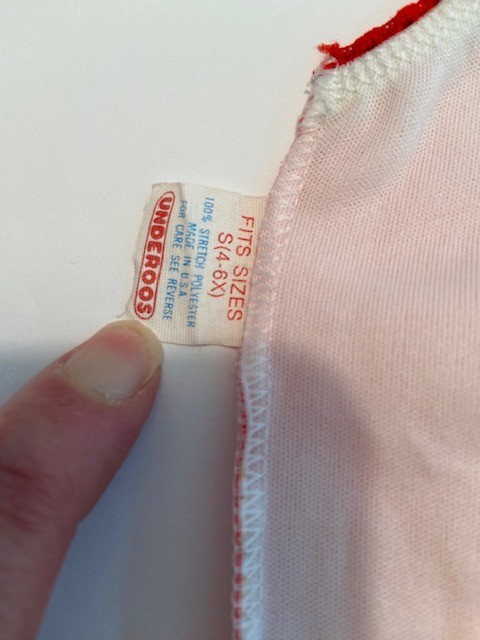 FITS SIZES
S(4-6X)
100% STRETCH POLYESTER
MADE IN U.S.A.
FOR CARE SEE REVERSE
UNDEROOS